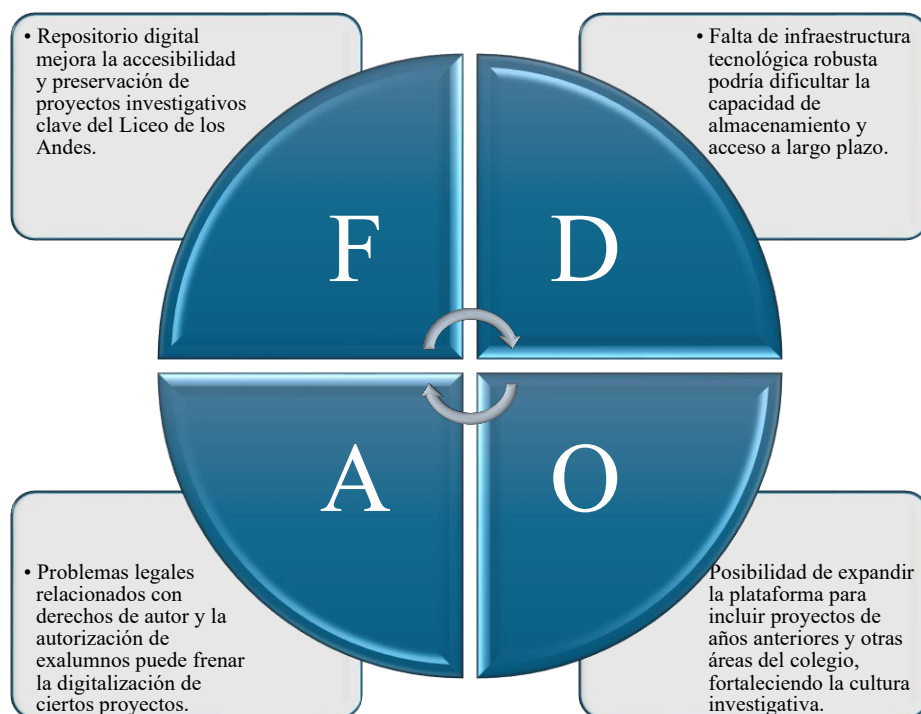 • Repositorio digital
mejora la accesibilidad
y preservación de
proyectos investigativos
clave del Liceo de los
Andes.
• Falta de infraestructura
tecnológica robusta
podría dificultar la
capacidad de
almacenamiento y
acceso a largo plazo.
F
D
A
O
• Problemas legales
relacionados con
derechos de autor y la
autorización de
exalumnos puede frenar
la digitalización de
ciertos proyectos.
Posibilidad de expandir
la plataforma para
incluir proyectos de
años anteriores y otras
áreas del colegio,
fortaleciendo la cultura
investigativa.